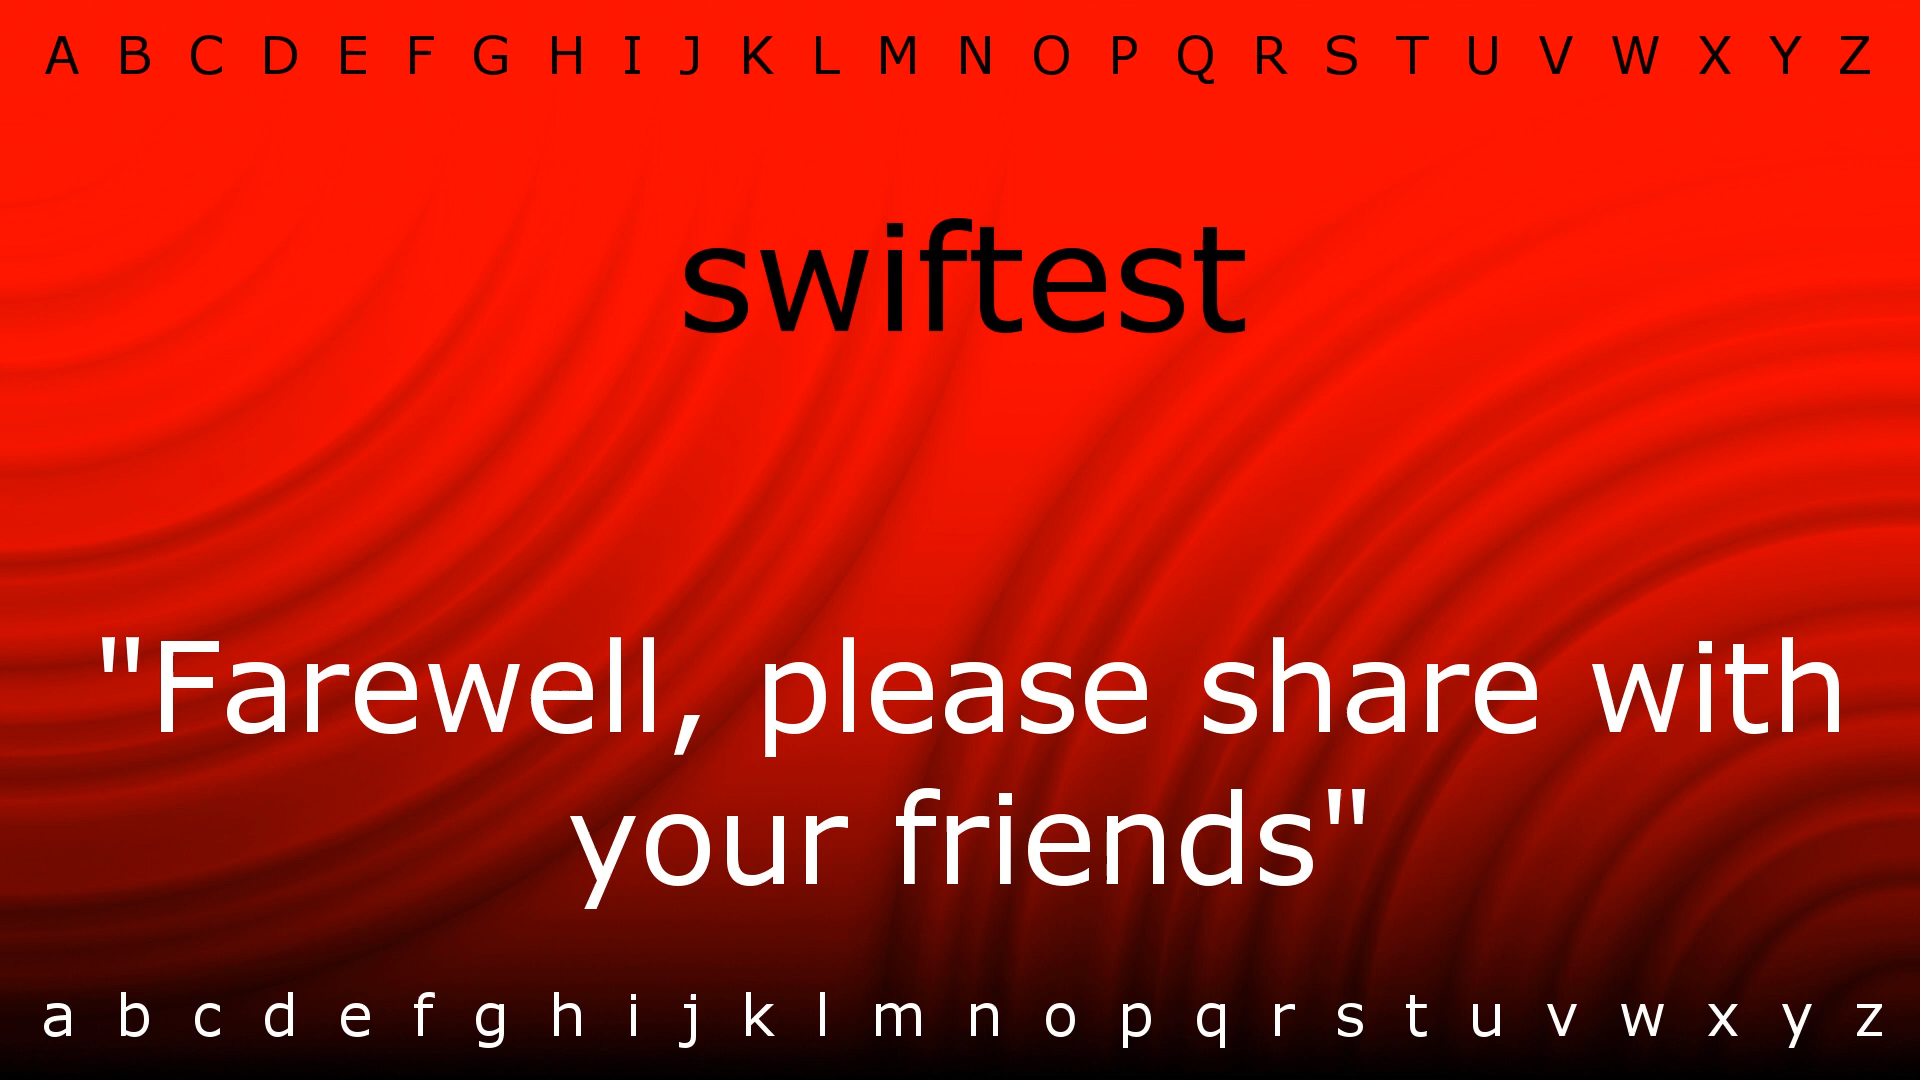 A B C D E F G H I J K L M N O P Q R S T U V W X Y Z
swiftest
"Farewell, please share with
your friends"
a b c d e f g h i j k l m n o p q r s t u v w x y z